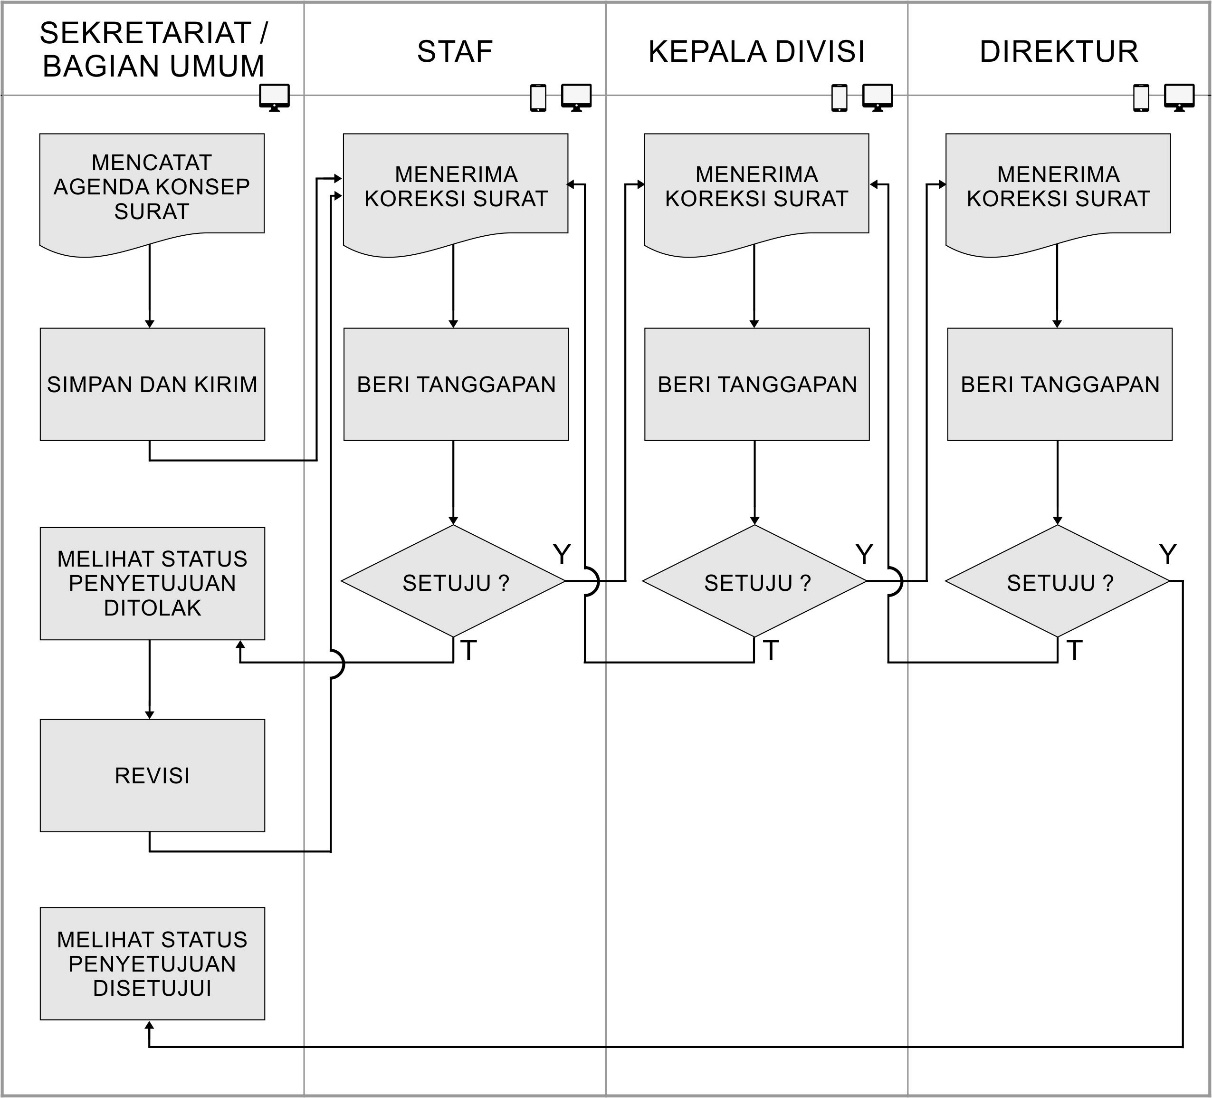 SEKRETARIAT /
BAGIAN UMUM
STAF
KEPALA DIVISI
DIREKTUR
MENCATAT
AGENDA KONSEP
SURAT
MENERIMA
KOREKSI SURAT
MENERIMA
KOREKSI SURAT
MENERIMA
KOREKSI SURAT
SIMPAN DAN KIRIM
BERI TANGGAPAN
BERI TANGGAPAN
BERI TANGGAPAN
MELIHAT STATUS
PENYETUJUAN
DITOLAK
SETUJU ?
Y
T
SETUJU ?
Y
T
SETUJU ?
Y
T
REVISI
MELIHAT STATUS
PENYETUJUAN
DISETUJUI